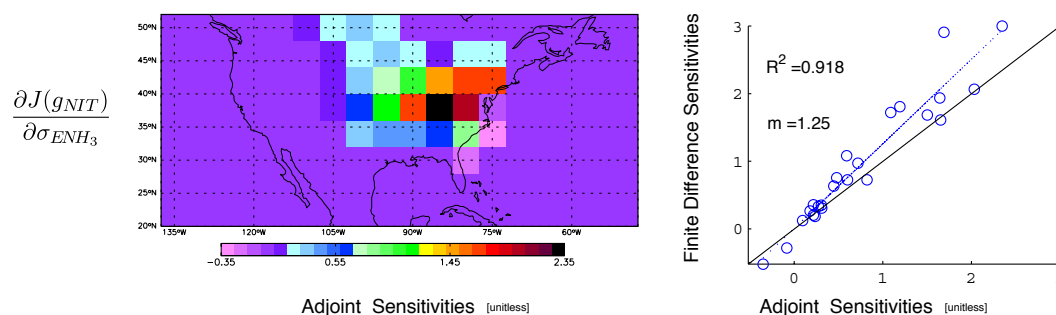 ∂J(g_NIT)
∂σ_ENH₃
50°N
45°N
40°N
35°N
30°N
25°N
20°N
135°W 120°W 105°W 90°W 75°W 60°W
-0.35 0.55 1.45 2.35
Adjoint Sensitivities [unitless]
3
2
1
0
Finite Difference Sensitivities
R² =0.918
m =1.25
0 1 2
Adjoint Sensitivities [unitless]